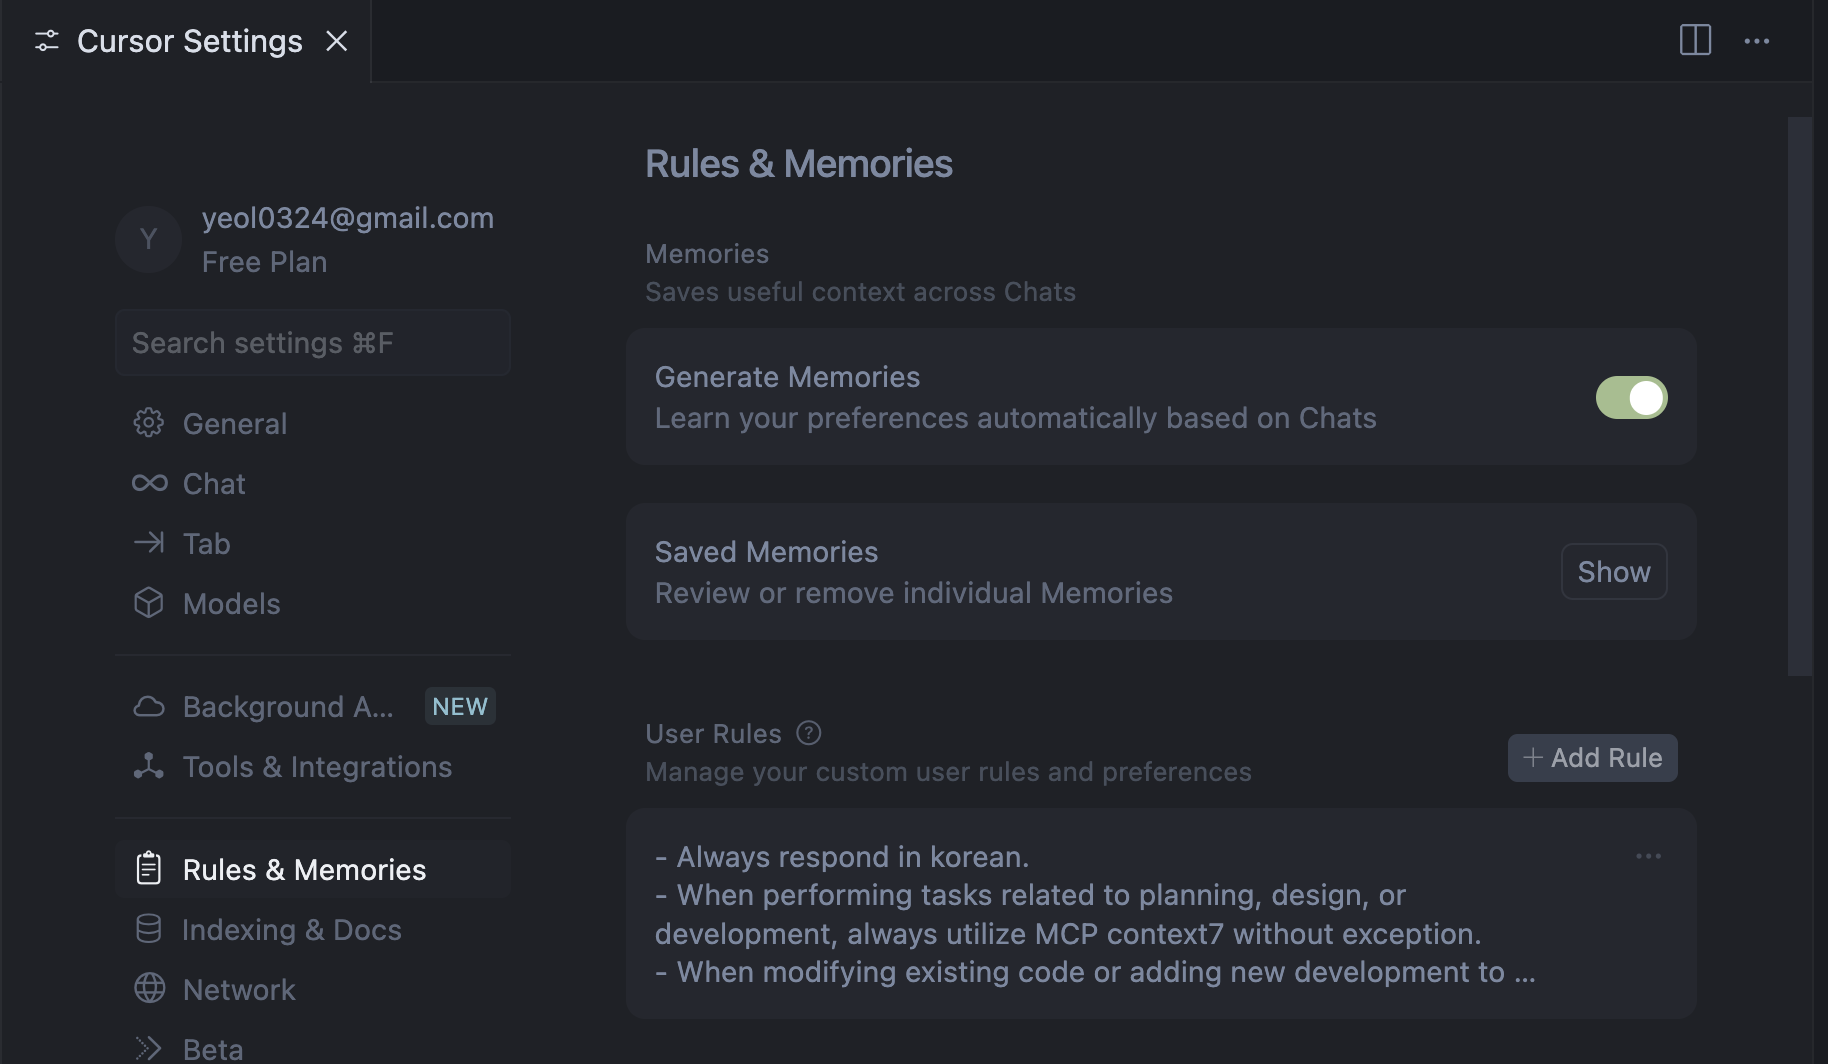 Cursor Settings
Y
yeol0324@gmail.com
Free Plan
Search settings ⌘F
General
Chat
Tab
Models
Background A...
NEW
Tools & Integrations
Rules & Memories
Indexing & Docs
Network
Beta
Rules & Memories
Memories
Saves useful context across Chats
Generate Memories
Learn your preferences automatically based on Chats
Saved Memories
Review or remove individual Memories
Show
User Rules ?
Manage your custom user rules and preferences
+ Add Rule
- Always respond in korean.
- When performing tasks related to planning, design, or
development, always utilize MCP context7 without exception.
- When modifying existing code or adding new development to ...